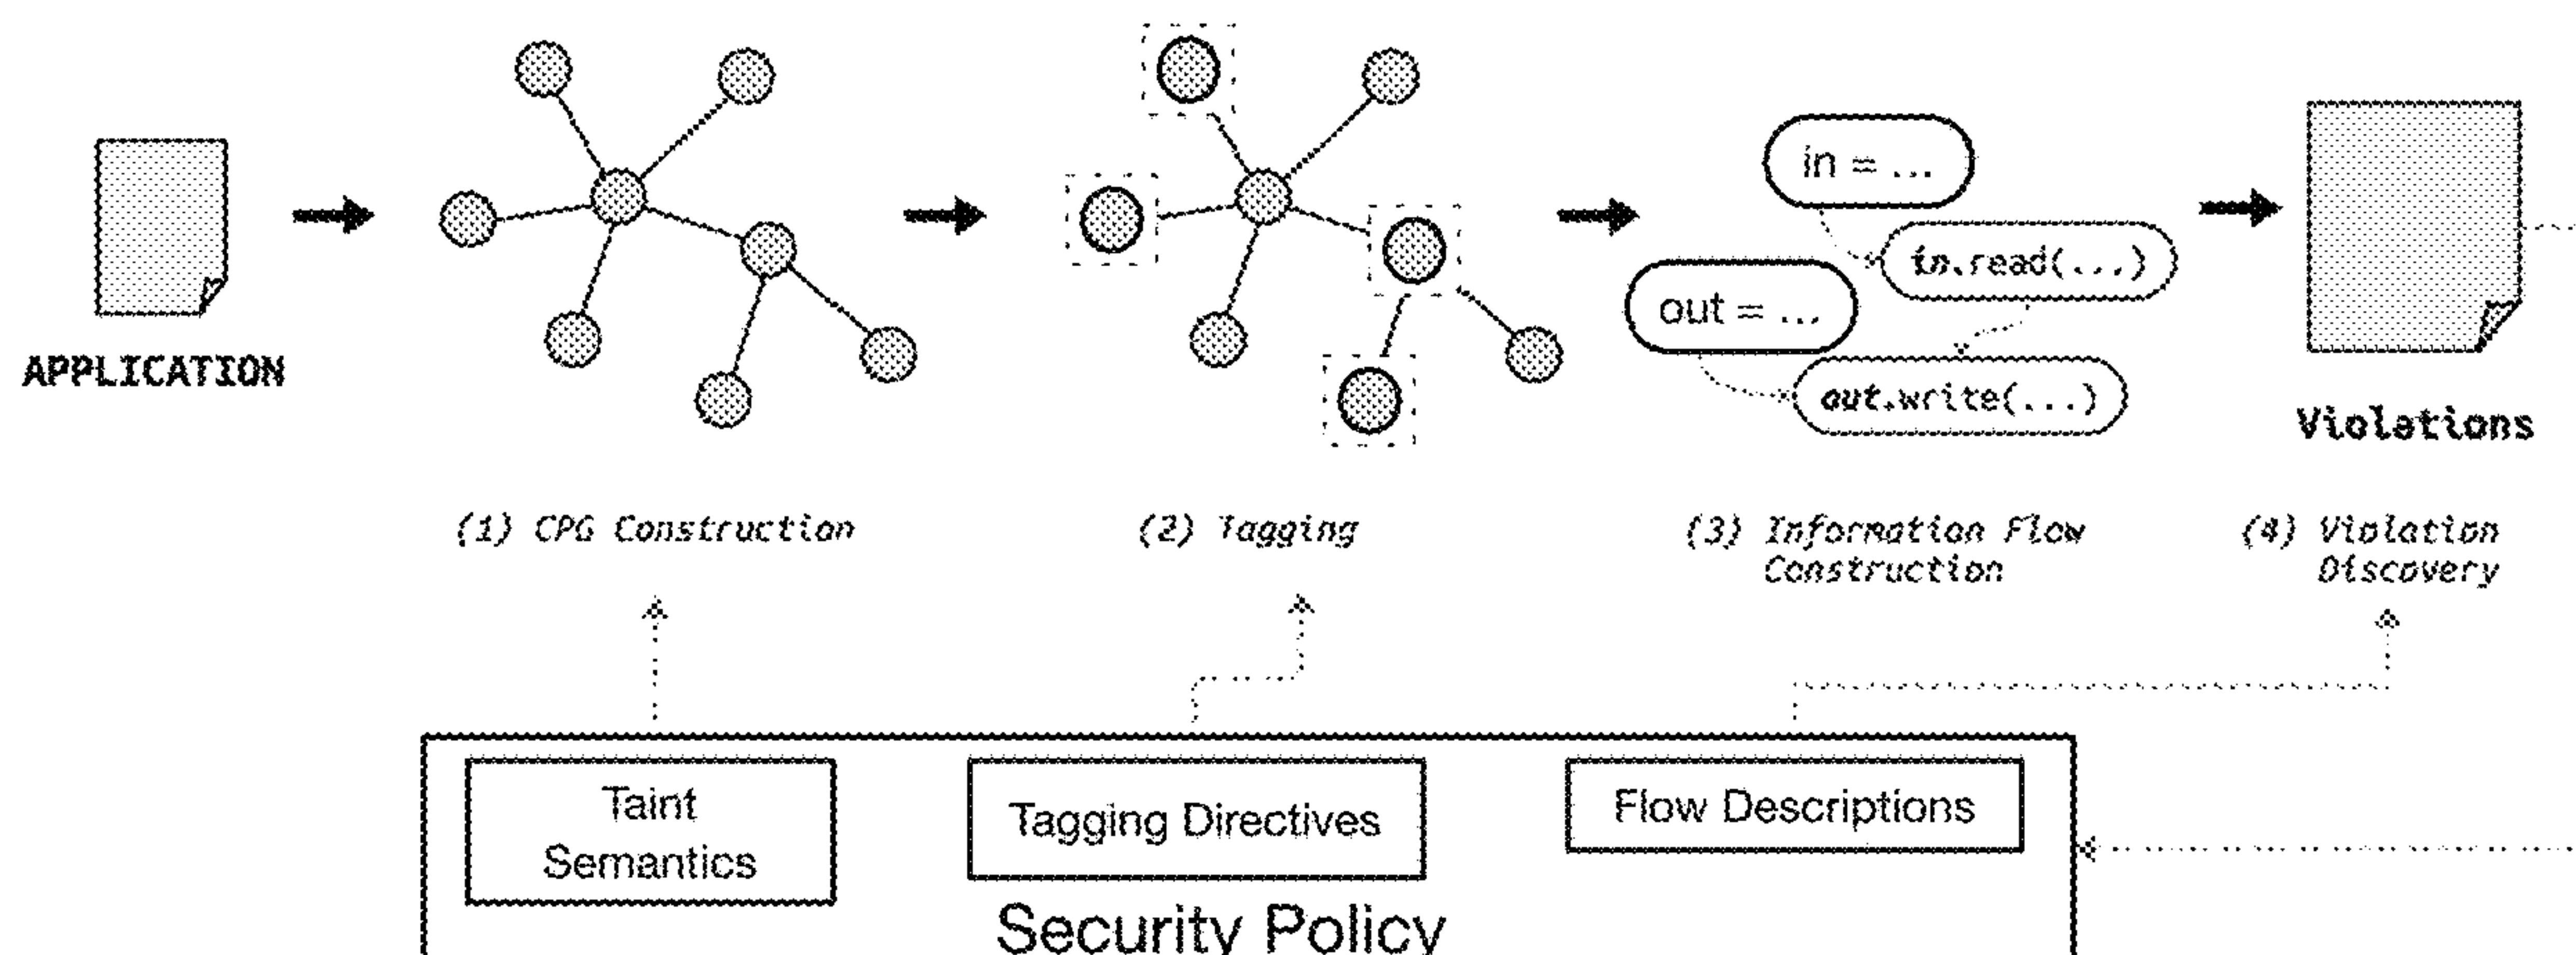 in = ...
in.read(...)
out = ...
out.write(...)
APPLICATION
Violations
(1) CPG Construction
(2) Tagging
(3) Information Flow
Construction
(4) Violation
Discovery
Taint
Semantics
Tagging Directives
Flow Descriptions
Security Policy